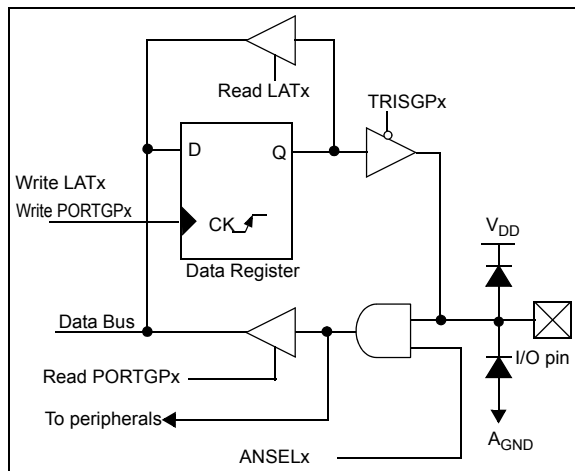 Read LATx
TRISGPx
D
Q
Write LATx
Write PORTGPx
CK
Data Register
VDD
Data Bus
I/O pin
Read PORTGPx
To peripherals
AGND
ANSELx